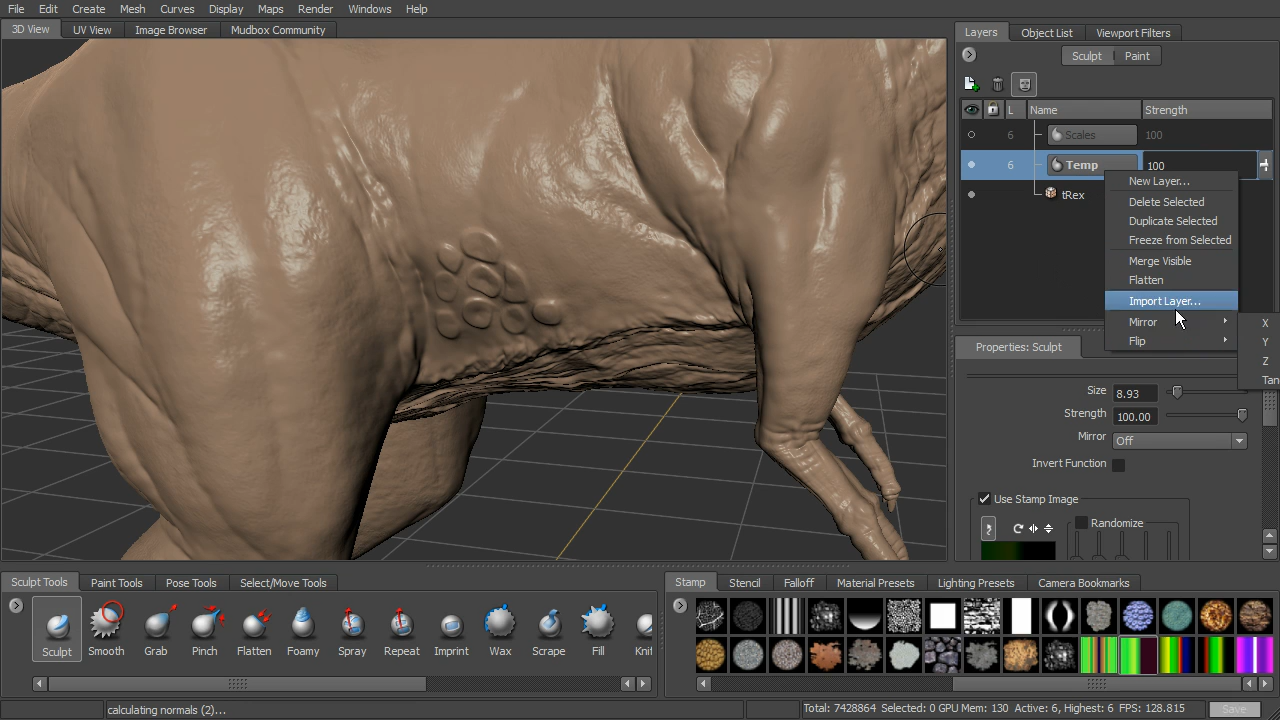 File Edit Create Mesh Curves Display Maps Render Windows Help
3D View UV View Image Browser Mudbox Community
Layers Object List Viewport Filters
Sculpt Paint
L Name Strength
6 Scales 100
6 Temp 100
tRex
New Layer...
Delete Selected
Duplicate Selected
Freeze from Selected
Merge Visible
Flatten
Import Layer...
Mirror
Flip
X
Y
Z
Tan
Properties: Sculpt
Size 8.93
Strength 100.00
Mirror Off
Invert Function
Use Stamp Image
Randomize
Sculpt Tools Paint Tools Pose Tools Select/Move Tools
Sculpt Smooth Grab Pinch Flatten Foamy Spray Repeat Imprint Wax Scrape Fill Knif
Stamp Stencil Falloff Material Presets Lighting Presets Camera Bookmarks
calculating normals (2)...
Total: 7428864 Selected: 0 GPU Mem: 130 Active: 6, Highest: 6 FPS: 128.815
Save